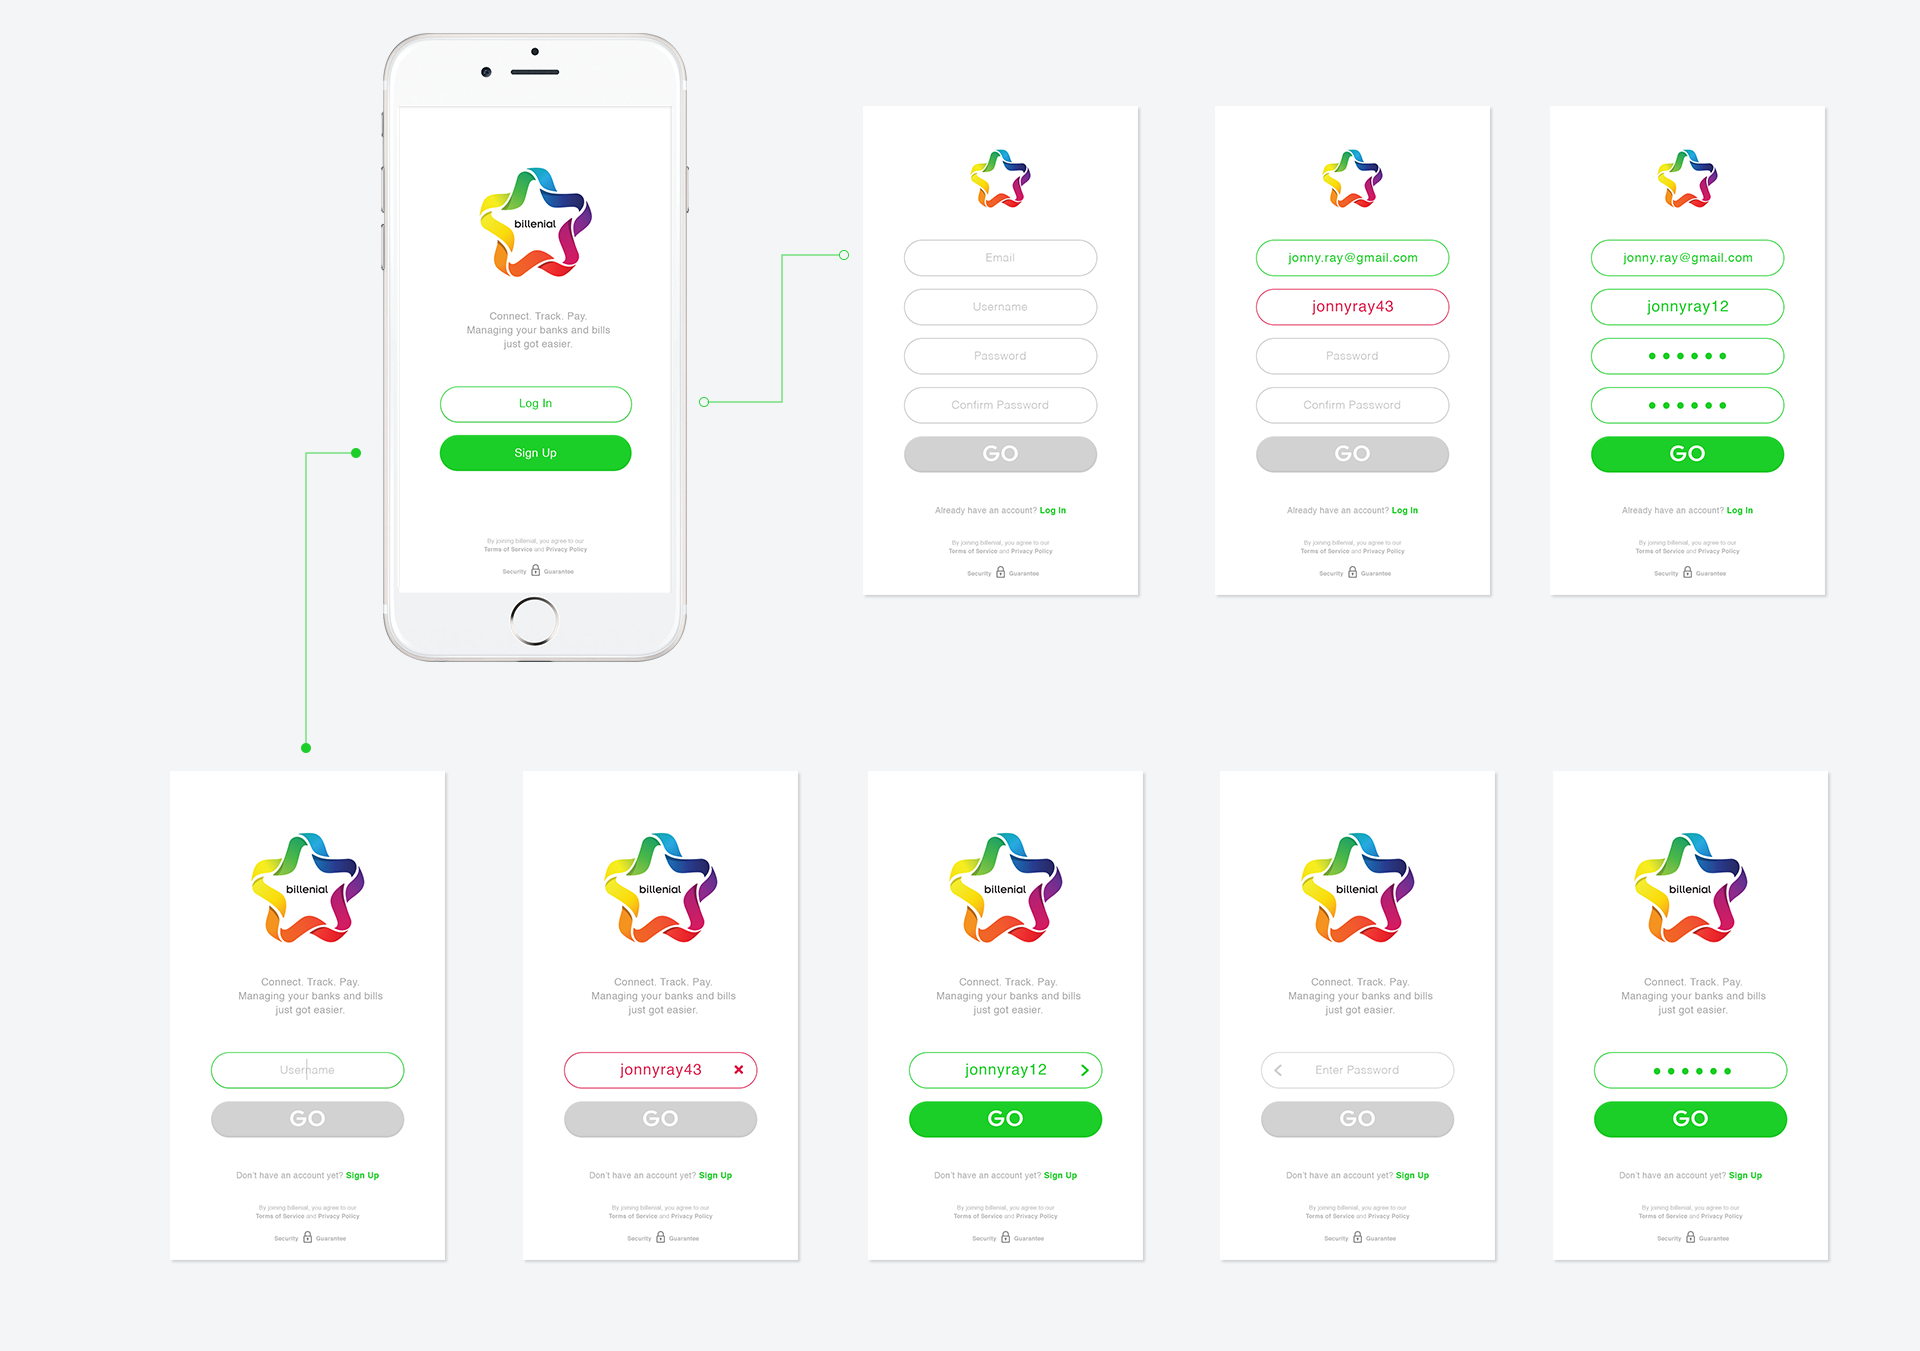 billenial
Connect. Track. Pay.
Managing your banks and bills
just got easier.
Log In
Sign Up
By joining billenial, you agree to our
Terms of Service and Privacy Policy
Security Guarantee
Email
Username
Password
Confirm Password
GO
Already have an account? Log In
By joining billenial, you agree to our
Terms of Service and Privacy Policy
Security Guarantee
jonny.ray@gmail.com
jonnyray43
Password
Confirm Password
GO
Already have an account? Log In
By joining billenial, you agree to our
Terms of Service and Privacy Policy
Security Guarantee
jonny.ray@gmail.com
jonnyray12
GO
Already have an account? Log In
By joining billenial, you agree to our
Terms of Service and Privacy Policy
Security Guarantee
billenial
Connect. Track. Pay.
Managing your banks and bills
just got easier.
Username
GO
Don't have an account yet? Sign Up
By joining billenial, you agree to our
Terms of Service and Privacy Policy
Security Guarantee
billenial
Connect. Track. Pay.
Managing your banks and bills
just got easier.
jonnyray43
GO
Don't have an account yet? Sign Up
By joining billenial, you agree to our
Terms of Service and Privacy Policy
Security Guarantee
billenial
Connect. Track. Pay.
Managing your banks and bills
just got easier.
jonnyray12
GO
Don't have an account yet? Sign Up
By joining billenial, you agree to our
Terms of Service and Privacy Policy
Security Guarantee
billenial
Connect. Track. Pay.
Managing your banks and bills
just got easier.
Enter Password
GO
Don't have an account yet? Sign Up
By joining billenial, you agree to our
Terms of Service and Privacy Policy
Security Guarantee
billenial
Connect. Track. Pay.
Managing your banks and bills
just got easier.
GO
Don't have an account yet? Sign Up
By joining billenial, you agree to our
Terms of Service and Privacy Policy
Security Guarantee